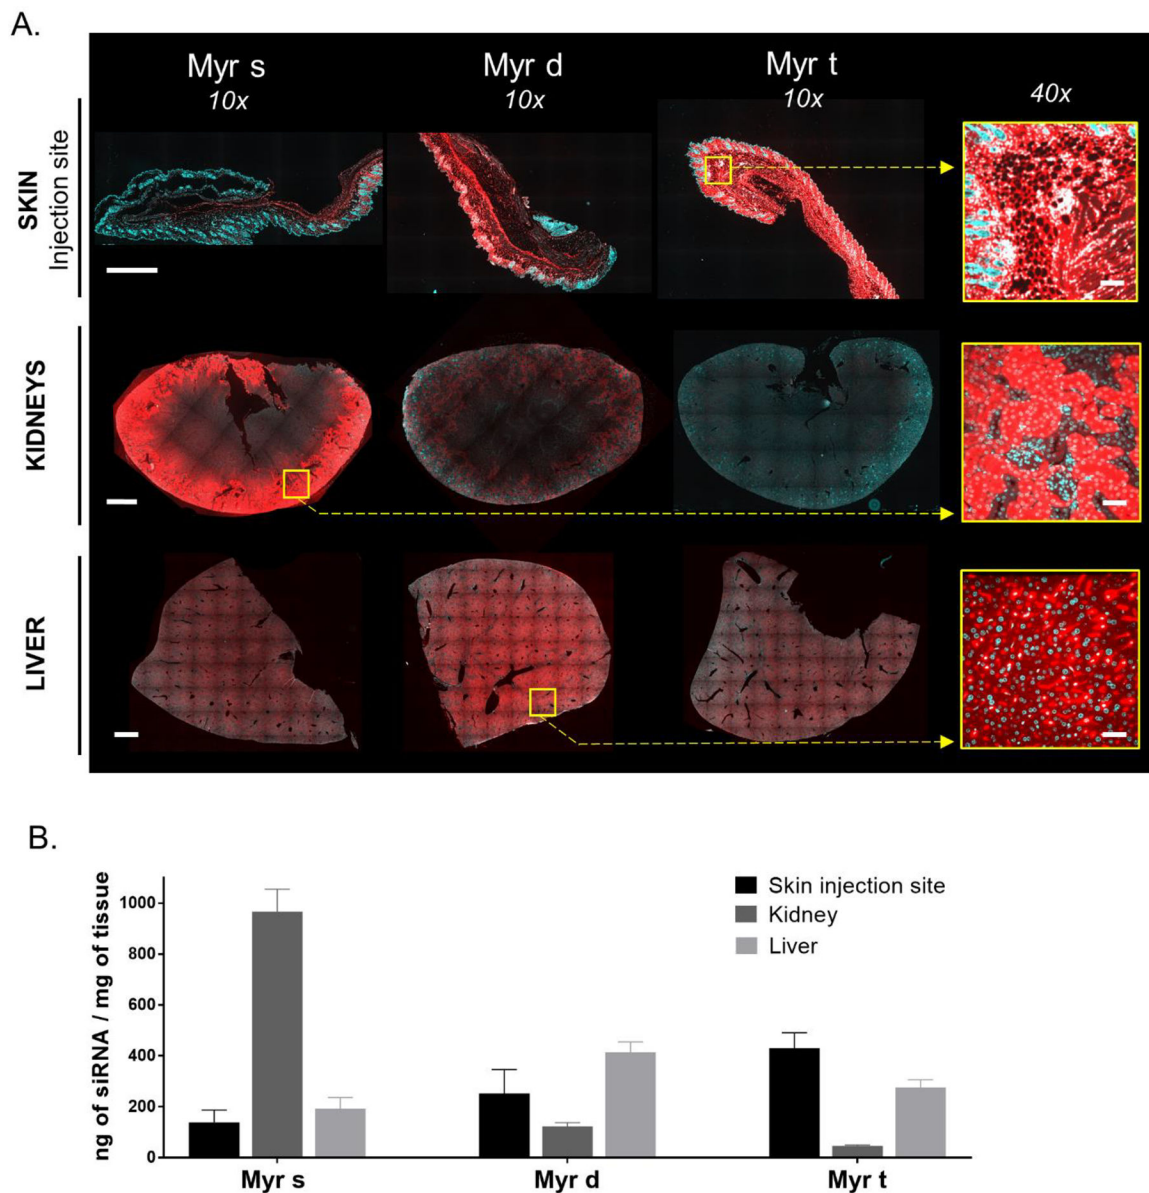 A.
Myr s
Myr d
Myr t
10x
10x
10x
40x
SKIN
Injection site
KIDNEYS
LIVER
B.
ng of siRNA / mg of tissue
1000
800
600
400
200
0
Skin injection site
Kidney
Liver
Myr s
Myr d
Myr t